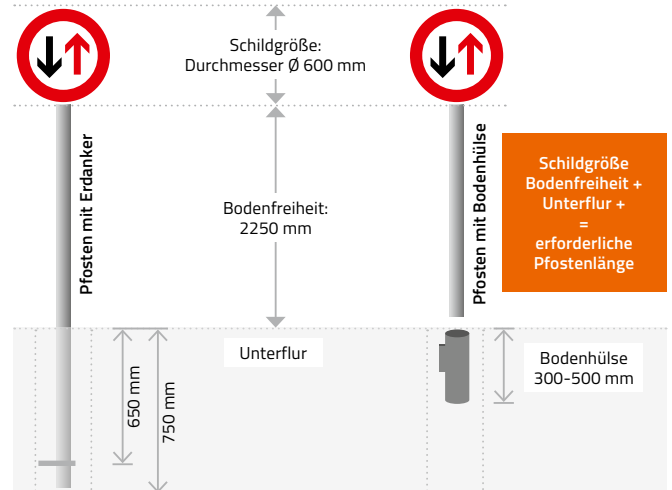 Schildgröße:
Durchmesser Ø 600 mm
Pfosten mit Erdanker
Bodenfreiheit:
2250 mm
Pfosten mit Bodenhülse
Schildgröße
Bodenfreiheit +
Unterflur +
=
erforderliche
Pfostenlänge
650 mm
750 mm
Unterflur
Bodenhülse
300-500 mm